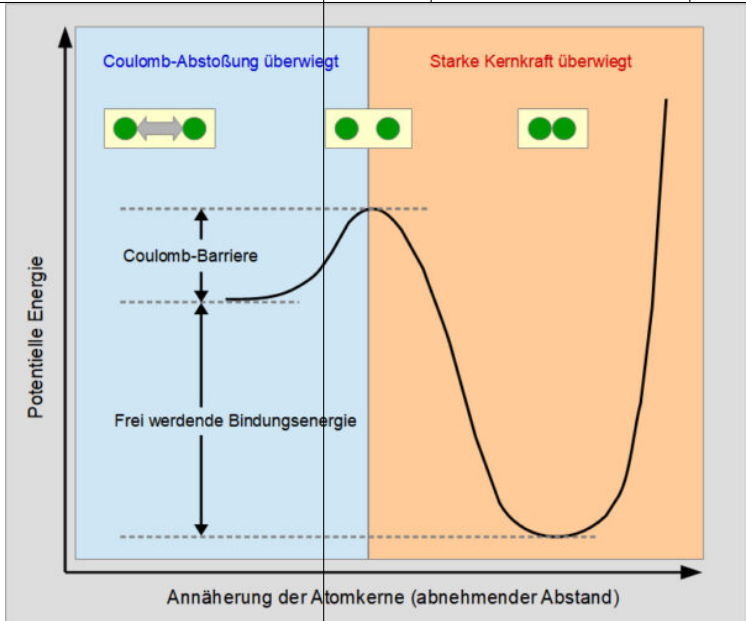 Coulomb-Abstoßung überwiegt
Starke Kernkraft überwiegt
Coulomb-Barriere
Potentielle Energie
Frei werdende Bindungsenergie
Annäherung der Atomkerne (abnehmender Abstand)